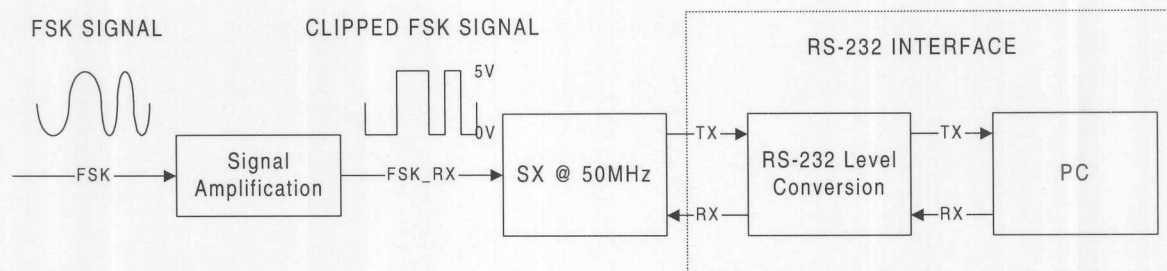 FSK SIGNAL
CLIPPED FSK SIGNAL
RS-232 INTERFACE
5V
0V
FSK
Signal
Amplification
FSK_RX
SX @ 50MHz
TX
RX
RS-232 Level
Conversion
TX
RX
PC